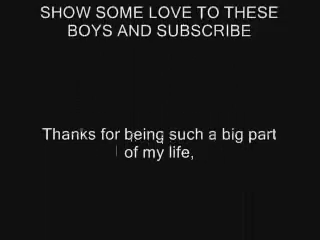 SHOW SOME LOVE TO THESE
BOYS AND SUBSCRIBE
Thanks for being such a big part
of my life,